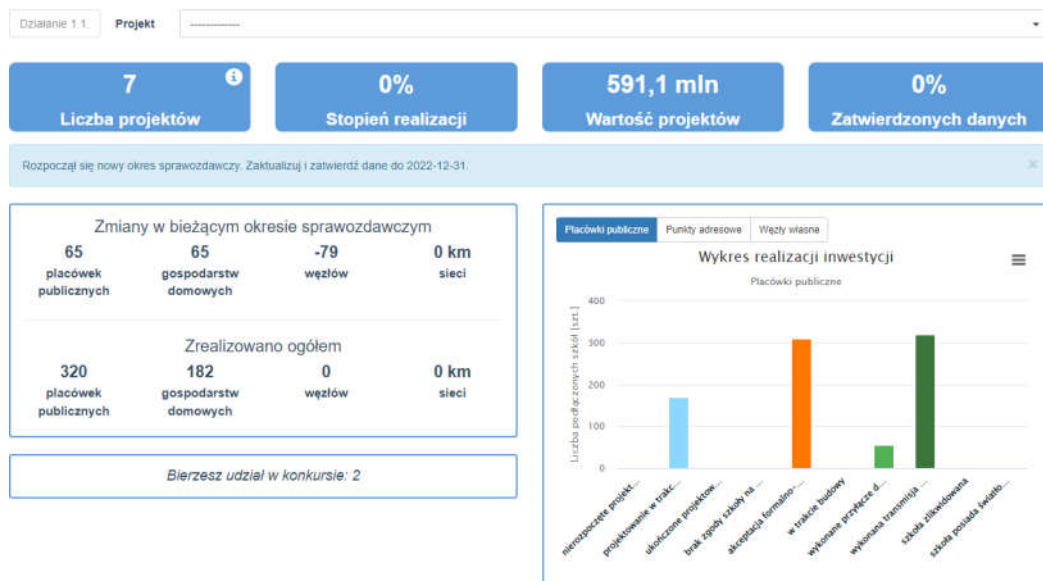 Działanie 1.1. Projekt -------------
7
Liczba projektów
0%
Stopień realizacji
591,1 mln
Wartość projektów
0%
Zatwierdzonych danych
Rozpoczął się nowy okres sprawozdawczy. Zaktualizuj i zatwierdź dane do 2022-12-31. ×
Zmiany w bieżącym okresie sprawozdawczym
65 65 -79 0 km
placówek gospodarstw węzłów sieci
publicznych domowych
Zrealizowano ogółem
320 182 0 0 km
placówek gospodarstw węzłów sieci
publicznych domowych
Bierzesz udział w konkursie: 2
Placówki publiczne Punkty adresowe Węzły własne
Wykres realizacji inwestycji
Placówki publiczne
Liczba podłączonych szkół [szt.]
400
300
200
100
0
nierozpoczęte projekt...
projektowanie w trakc...
ukończone projektow...
brak zgody szkoły na ...
akceptacja formalno-...
w trakcie budowy
wykonane przyłącze d...
wykonana transmisja ...
szkoła zlikwidowana
szkoła posiada światło...